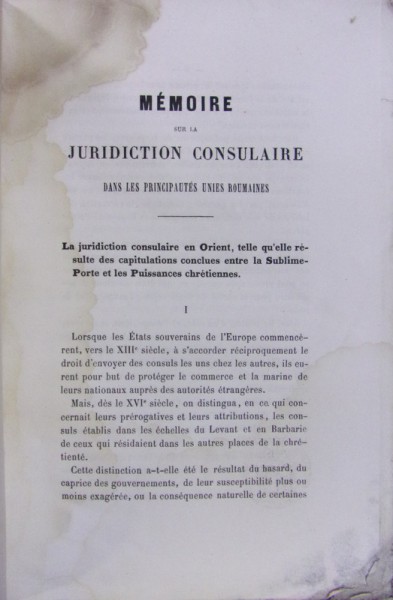 MÉMOIRE
SUR LA
JURIDICTION CONSULAIRE
DANS LES PRINCIPAUTÉS UNIES ROUMAINES
La juridiction consulaire en Orient, telle qu'elle ré-
sulte des capitulations conclues entre la Sublime-
Porte et les Puissances chrétiennes.
I
Lorsque les États souverains de l'Europe commencè-
rent, vers le XIIIe siècle, à s'accorder réciproquement le
droit d'envoyer des consuls les uns chez les autres, ils eu-
rent pour but de protéger le commerce et la marine de
leurs nationaux auprès des autorités étrangères.
Mais, dès le XVIe siècle, on distingua, en ce qui con-
cernait leurs prérogatives et leurs attributions, les con-
suls établis dans les échelles du Levant et en Barbarie
de ceux qui résidaient dans les autres places de la chré-
tienté.
Cette distinction a-t-elle été le résultat du hasard, du
caprice des gouvernements, de leur susceptibilité plus ou
moins exagérée, ou la conséquence naturelle de certaines